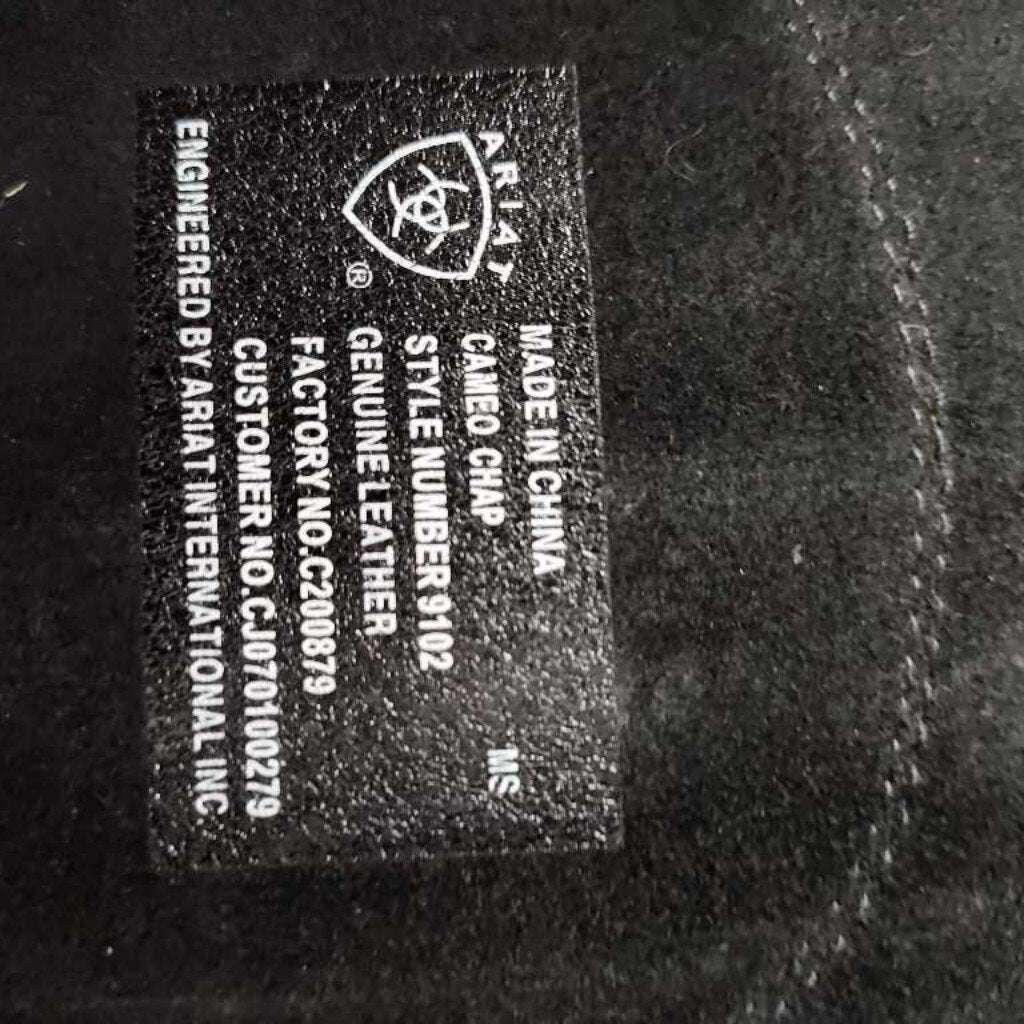 ARIAT
®
MADE IN CHINA
CAMEO CHAP MS
STYLE NUMBER 9102
GENUINE LEATHER
FACTORY NO.C200879
CUSTOMER NO.CJ070100279
ENGINEERED BY ARIAT INTERNATIONAL INC